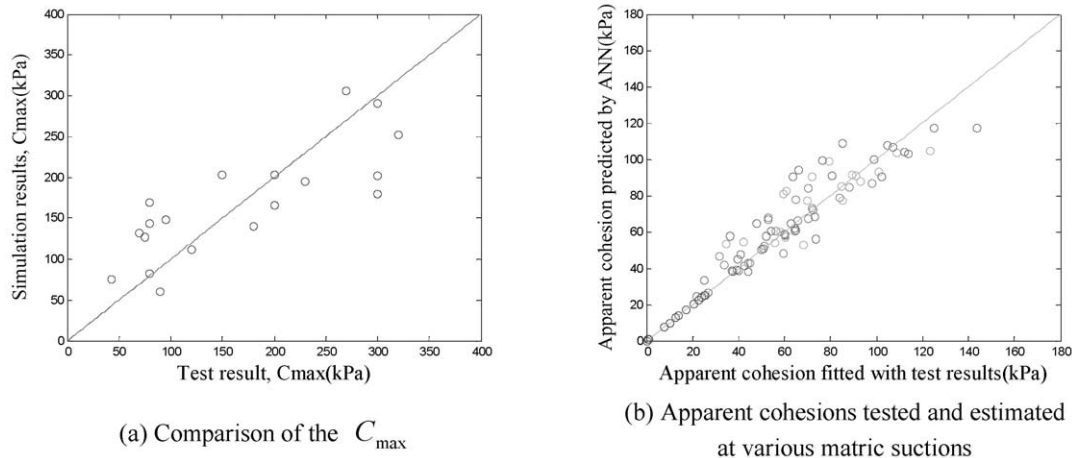 Simulation results, Cmax(kPa)
400
350
300
250
200
150
100
50
0
0 50 100 150 200 250 300 350 400
Test result, Cmax(kPa)
(a) Comparison of the Cmax
Apparent cohesion predicted by ANN(kPa)
180
160
140
120
100
80
60
40
20
0
0 20 40 60 80 100 120 140 160 180
Apparent cohesion fitted with test results(kPa)
(b) Apparent cohesions tested and estimated
at various matric suctions